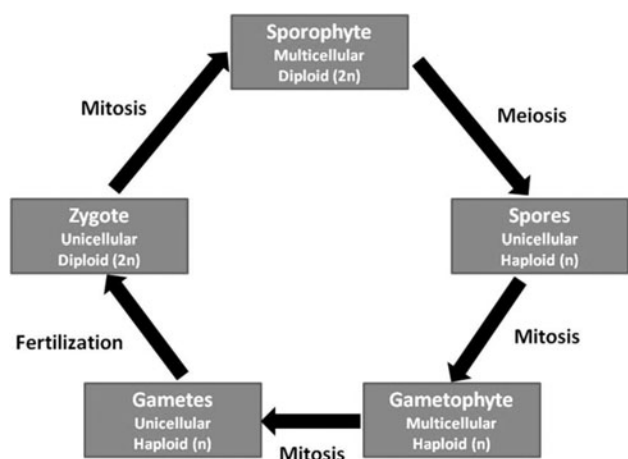 Sporophyte
Multicellular
Diploid (2n)
Mitosis
Meiosis
Zygote
Unicellular
Diploid (2n)
Spores
Unicellular
Haploid (n)
Fertilization
Mitosis
Gametes
Unicellular
Haploid (n)
Mitosis
Gametophyte
Multicellular
Haploid (n)